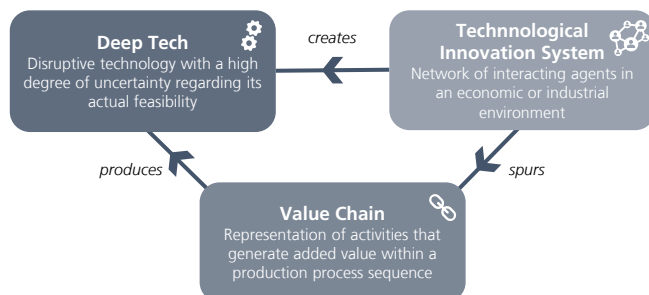 Deep Tech
Disruptive technology with a high
degree of uncertainty regarding its
actual feasibility
creates
Technnological
Innovation System
Network of interacting agents in
an economic or industrial
environment
produces
spurs
Value Chain
Representation of activities that
generate added value within a
production process sequence